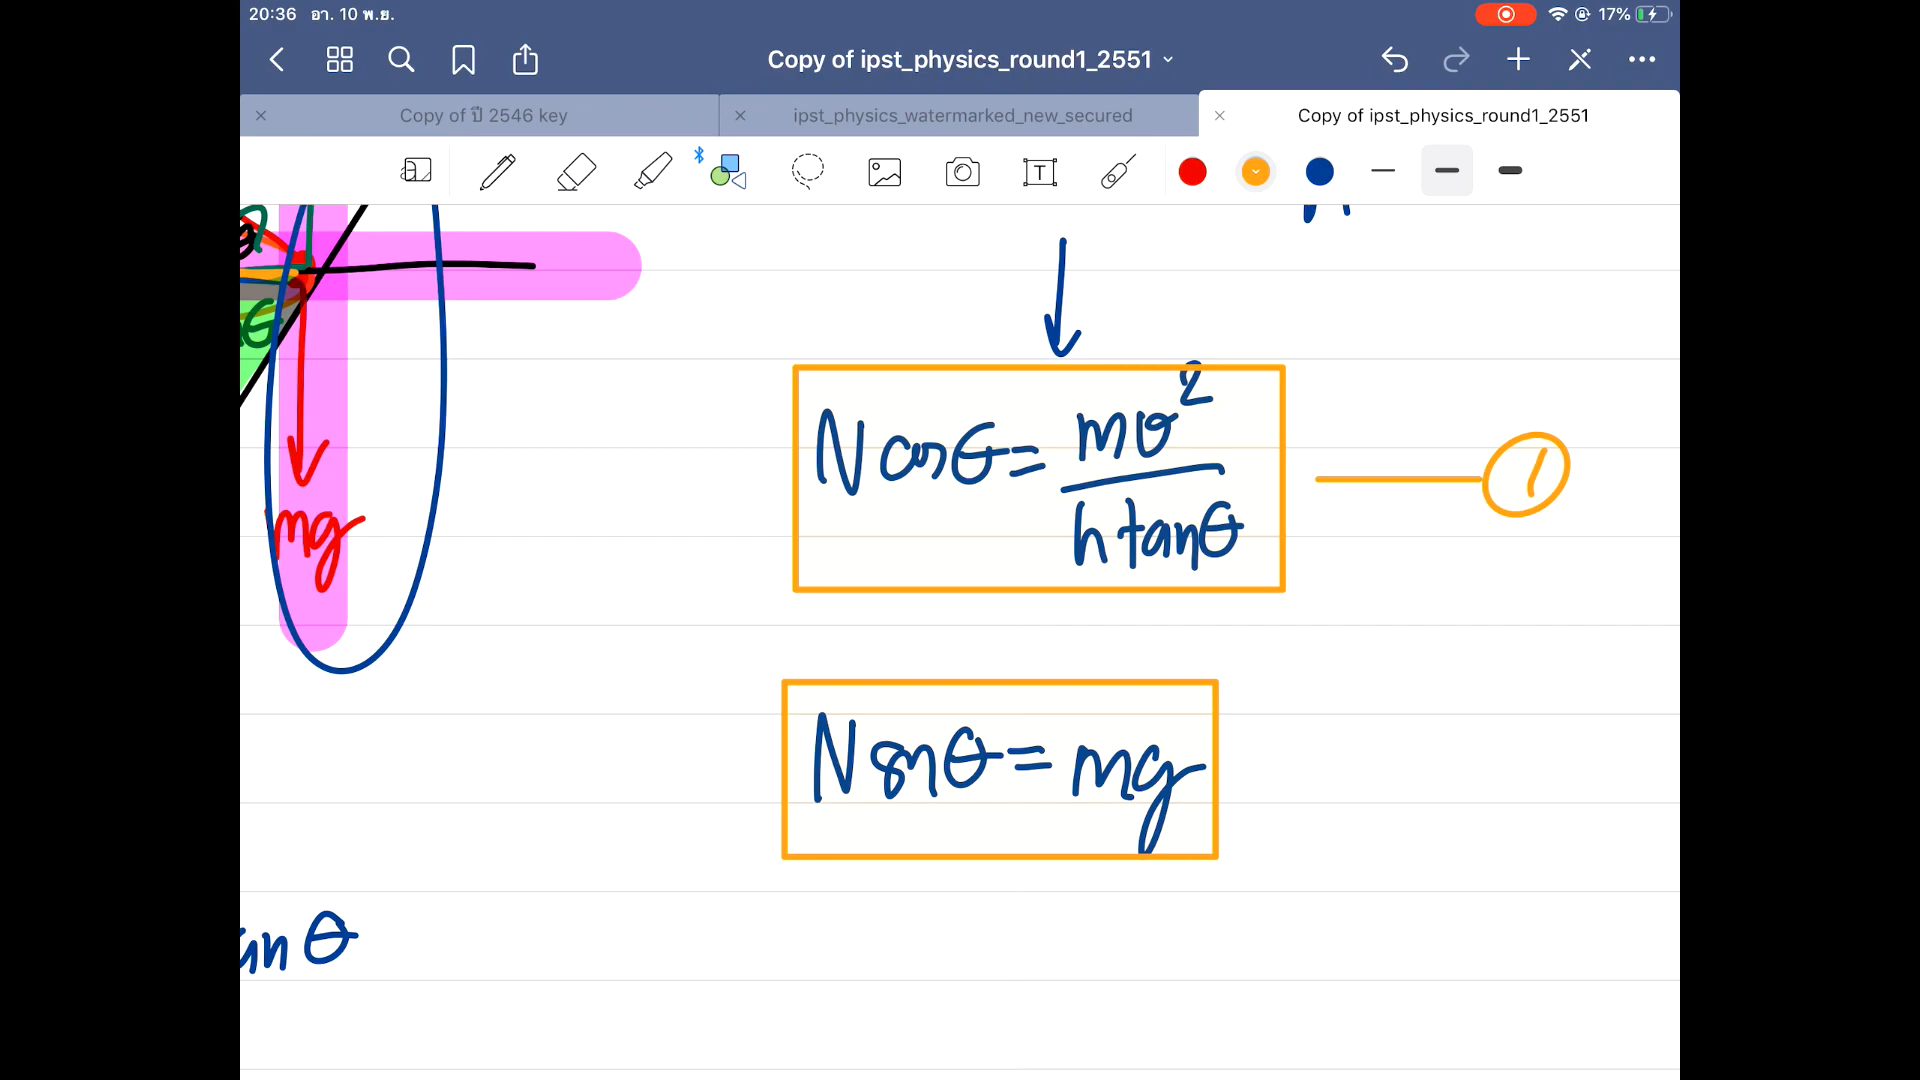 20:36 อา. 10 พ.ย. 17%
Copy of ipst_physics_round1_2551
Copy of ปี 2546 key
ipst_physics_watermarked_new_secured
Copy of ipst_physics_round1_2551
T
N cosθ = mv²/h tanθ
1
mg
N sinθ = mg
an θ